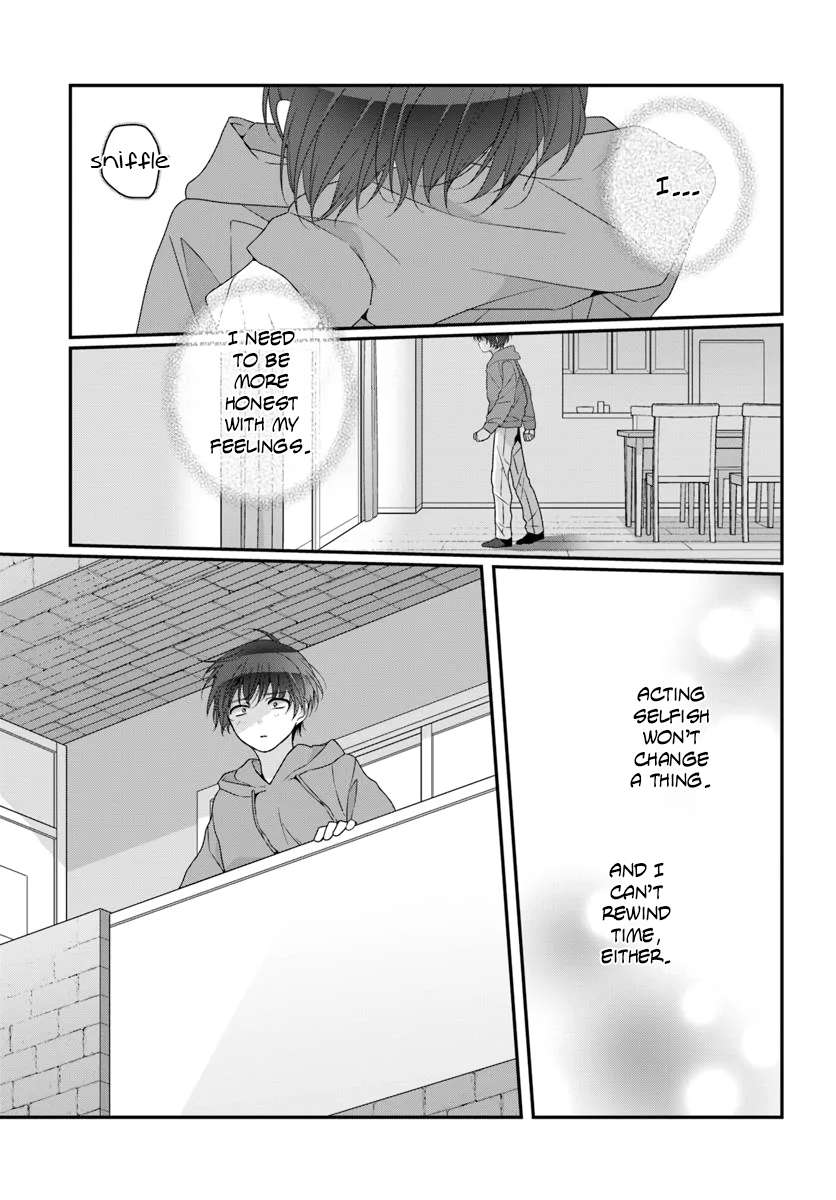 I...
sniffle
I NEED
TO BE
MORE
HONEST
WITH MY
FEELINGS.
ACTING
SELFISH
WON'T
CHANGE
A THING.
AND I
CAN'T
REWIND
TIME,
EITHER.